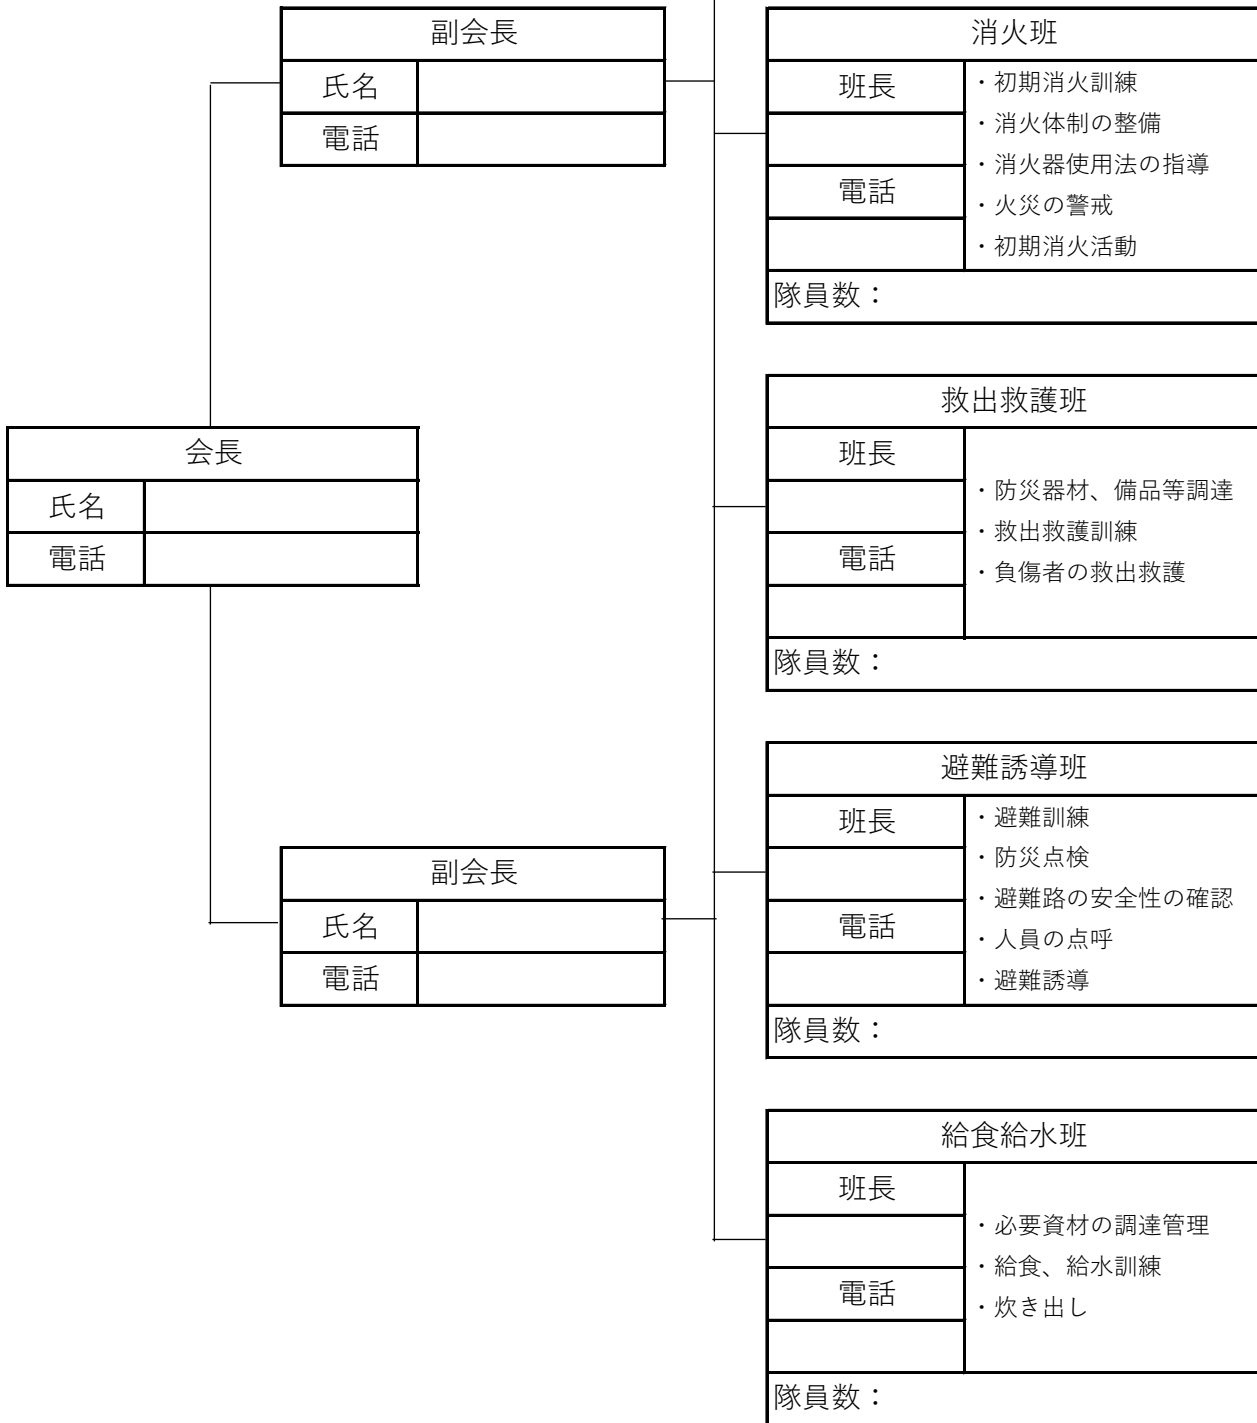 副会長
氏名
電話
会長
氏名
電話
副会長
氏名
電話
消火班
班長
電話
・初期消火訓練
・消火体制の整備
・消火器使用法の指導
・火災の警戒
・初期消火活動
隊員数：
救出救護班
班長
電話
・防災器材、備品等調達
・救出救護訓練
・負傷者の救出救護
隊員数：
避難誘導班
班長
電話
・避難訓練
・防災点検
・避難路の安全性の確認
・人員の点呼
・避難誘導
隊員数：
給食給水班
班長
電話
・必要資材の調達管理
・給食、給水訓練
・炊き出し
隊員数：